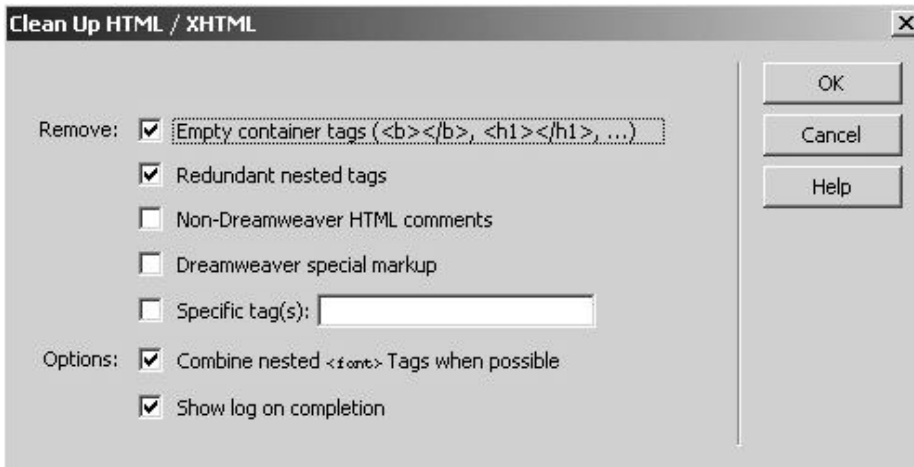 Clean Up HTML / XHTML
OK
Remove: Empty container tags (<b></b>, <h1></h1>, ...)
Cancel
Redundant nested tags
Help
Non-Dreamweaver HTML comments
Dreamweaver special markup
Specific tag(s):
Options: Combine nested <font> Tags when possible
Show log on completion